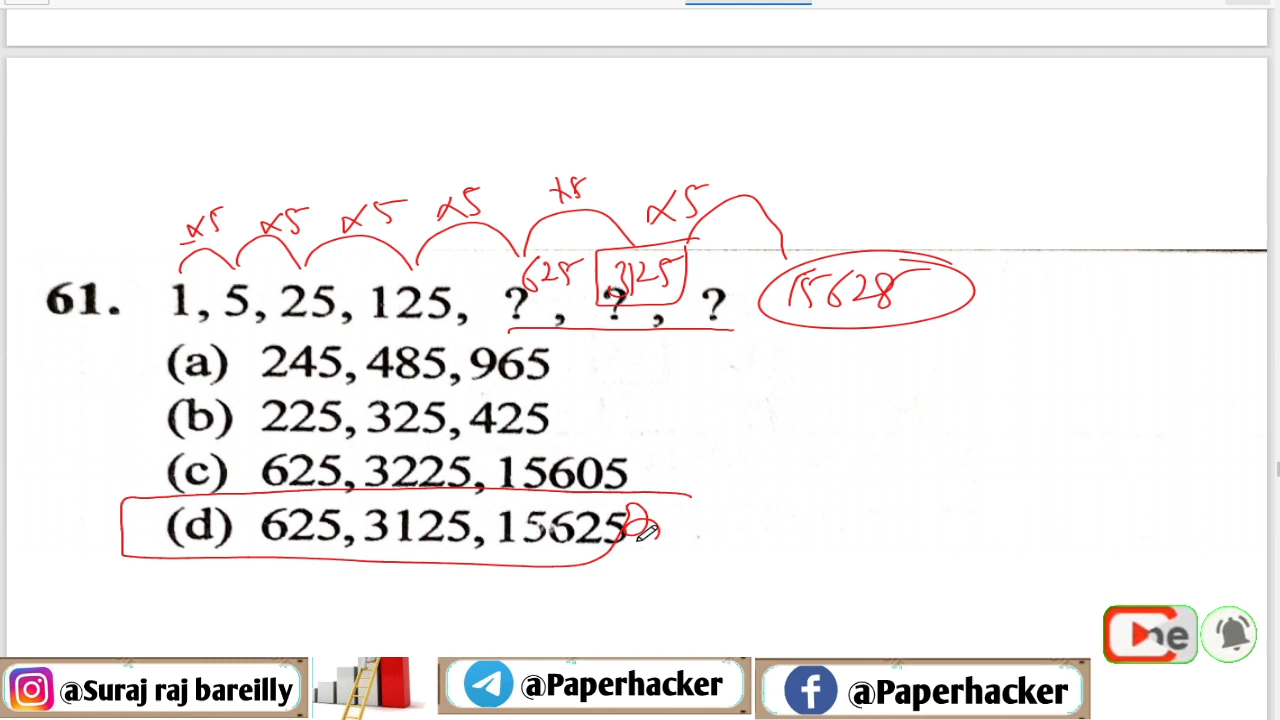 ×5 ×5 ×5 ×5 ×5 ×5
625 3125 15625
61. 1, 5, 25, 125, ?, ?, ?
(a) 245, 485, 965
(b) 225, 325, 425
(c) 625, 3225, 15605
(d) 625, 3125, 15625
@Suraj raj bareilly @Paperhacker @Paperhacker